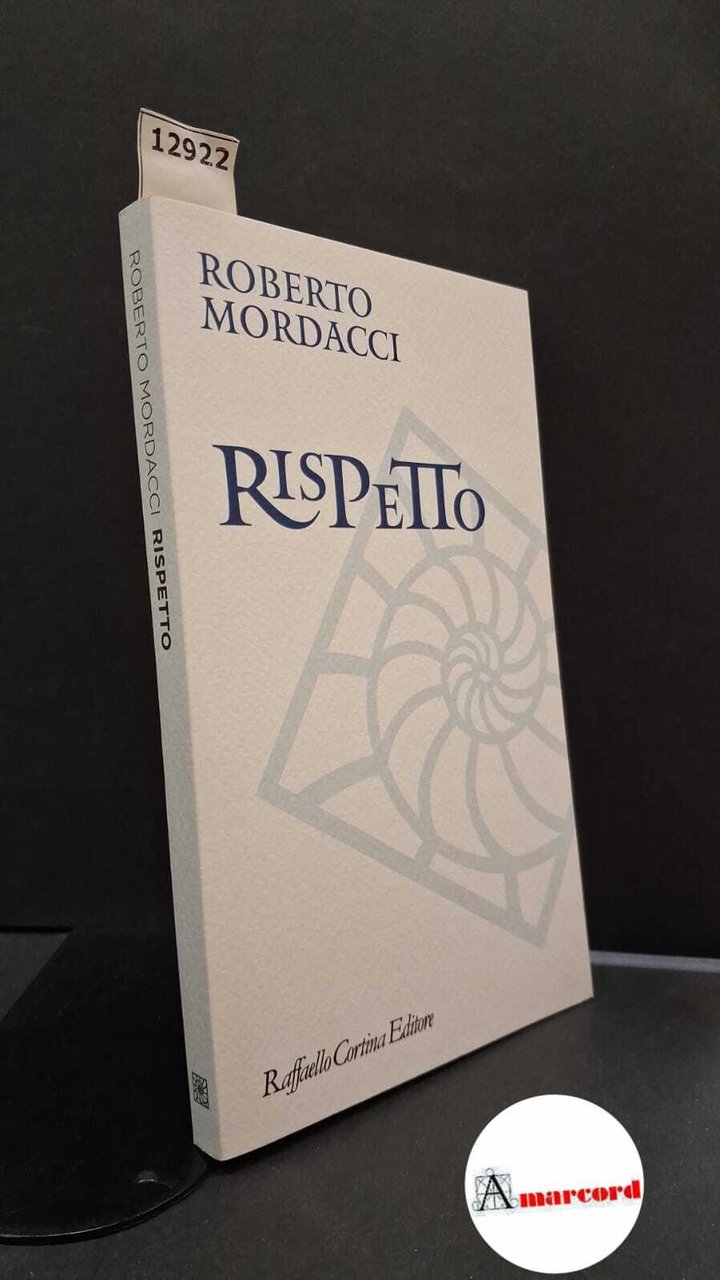 12922
ROBERTO
MORDACCI
RISPETTO
Raffaello Cortina Editore
ROBERTO MORDACCI RISPETTO
Amarcord